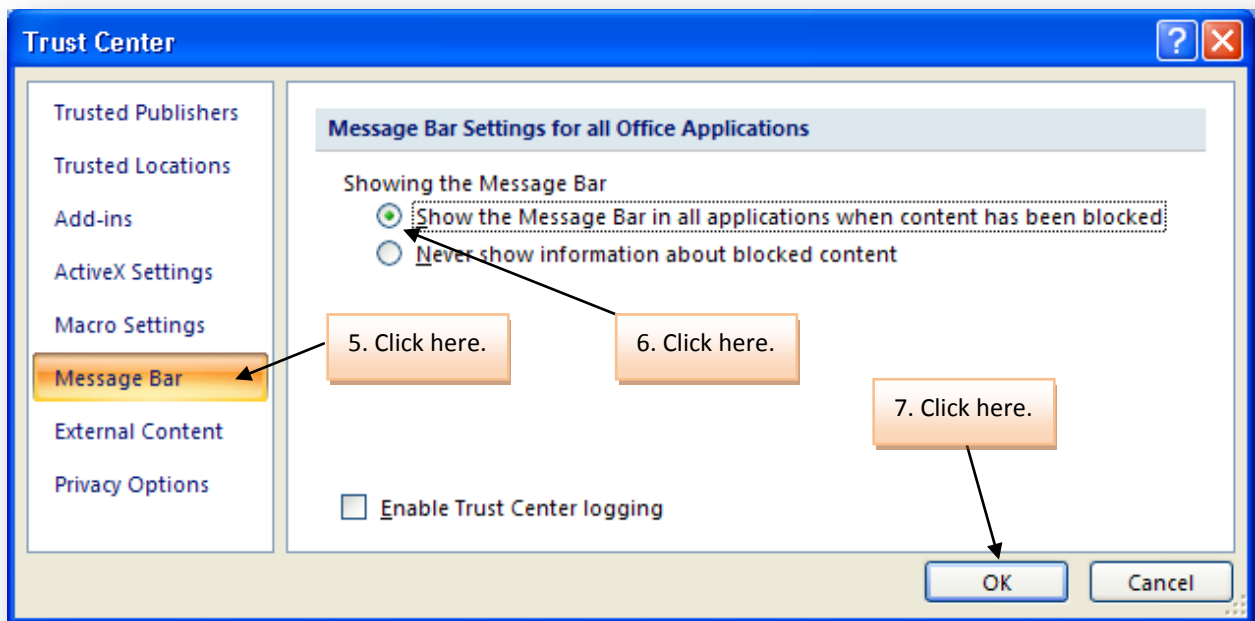 Trust Center
Trusted Publishers
Trusted Locations
Add-ins
ActiveX Settings
Macro Settings
Message Bar
External Content
Privacy Options
Message Bar Settings for all Office Applications
Showing the Message Bar
Show the Message Bar in all applications when content has been blocked
Never show information about blocked content
5. Click here.
6. Click here.
7. Click here.
Enable Trust Center logging
OK
Cancel